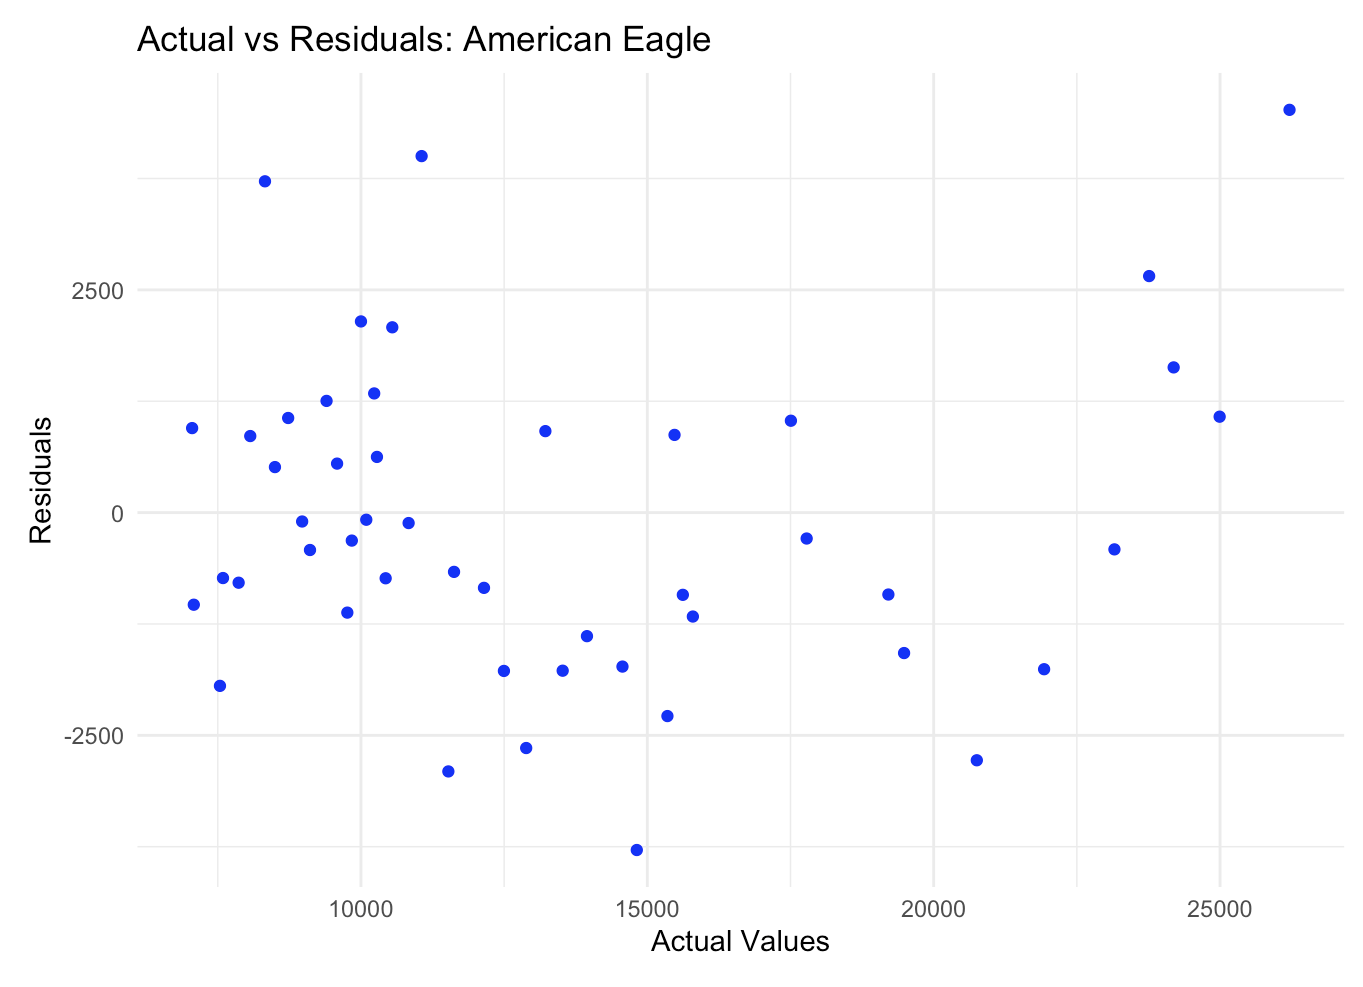 Actual vs Residuals: American Eagle
2500
0
-2500
Residuals
10000 15000 20000 25000
Actual Values